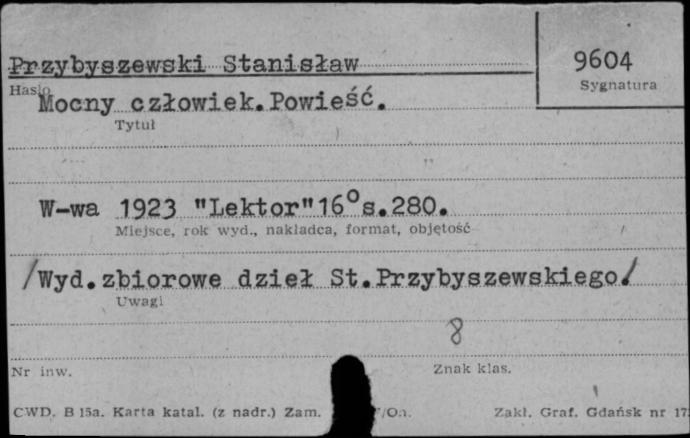 Przybyszewski Stanisław
9604
Hasło
Sygnatura
Mocny człowiek.Powieść.
Tytuł
W-wa 1923 "Lektor"16°s.280.
Miejsce, rok wyd., nakładca, format, objętość
/Wyd.zbiorowe dzieł St.Przybyszewskiego/
Uwagi
8
Nr inw.
Znak klas.
CWD. B 15a. Karta katal. (z nadr.) Zam.
Zakł. Graf. Gdańsk nr